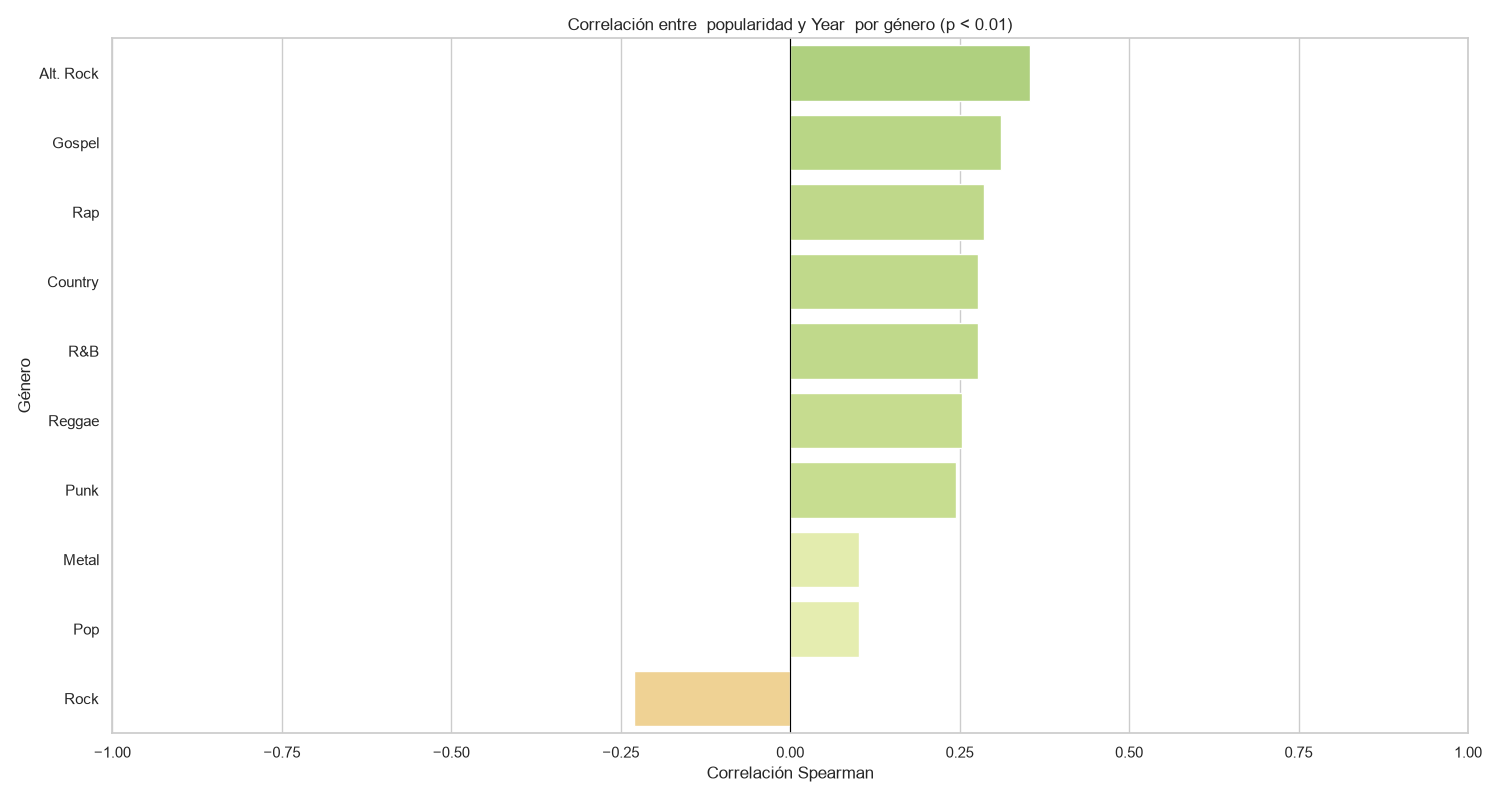 Correlación entre  popularidad y Year  por género (p < 0.01)
Alt. Rock
Gospel
Rap
Country
R&B
Reggae
Punk
Metal
Pop
Rock
Género
−1.00 −0.75 −0.50 −0.25 0.00 0.25 0.50 0.75 1.00
Correlación Spearman